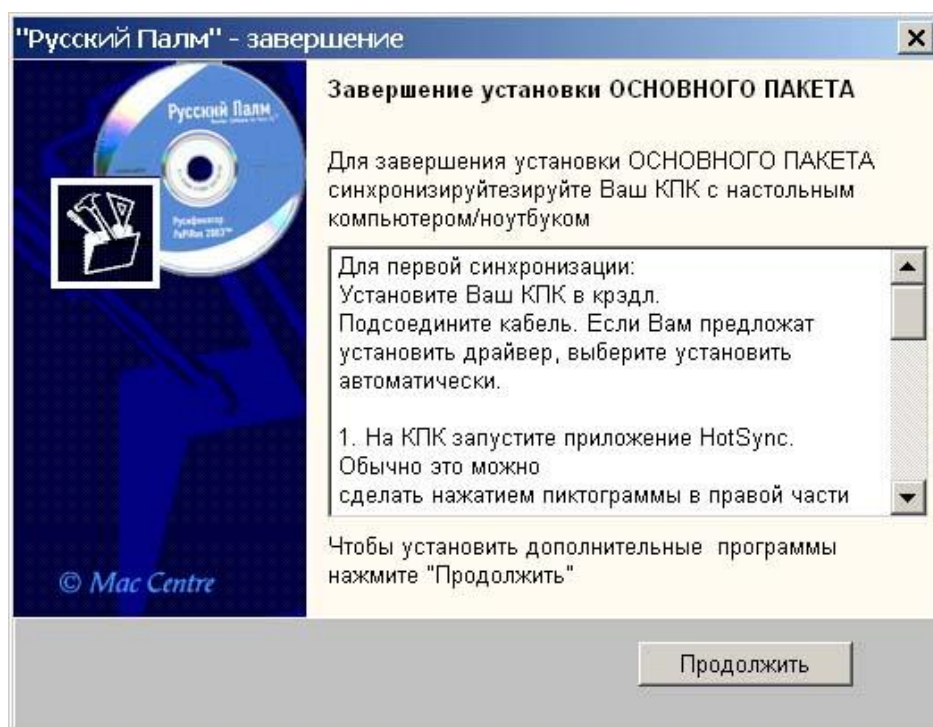 "Русский Палм" - завершение
Русский Палм
Русификатор
PaPiRus 2003™
© Mac Centre
Завершение установки ОСНОВНОГО ПАКЕТА
Для завершения установки ОСНОВНОГО ПАКЕТА
синхронизируйтезируйте Ваш КПК с настольным
компьютером/ноутбуком
Для первой синхронизации:
Установите Ваш КПК в крэдл.
Подсоедините кабель. Если Вам предложат
установить драйвер, выберите установить
автоматически.
1. На КПК запустите приложение HotSync.
Обычно это можно
сделать нажатием пиктограммы в правой части
Чтобы установить дополнительные  программы
нажмите "Продолжить"
Продолжить